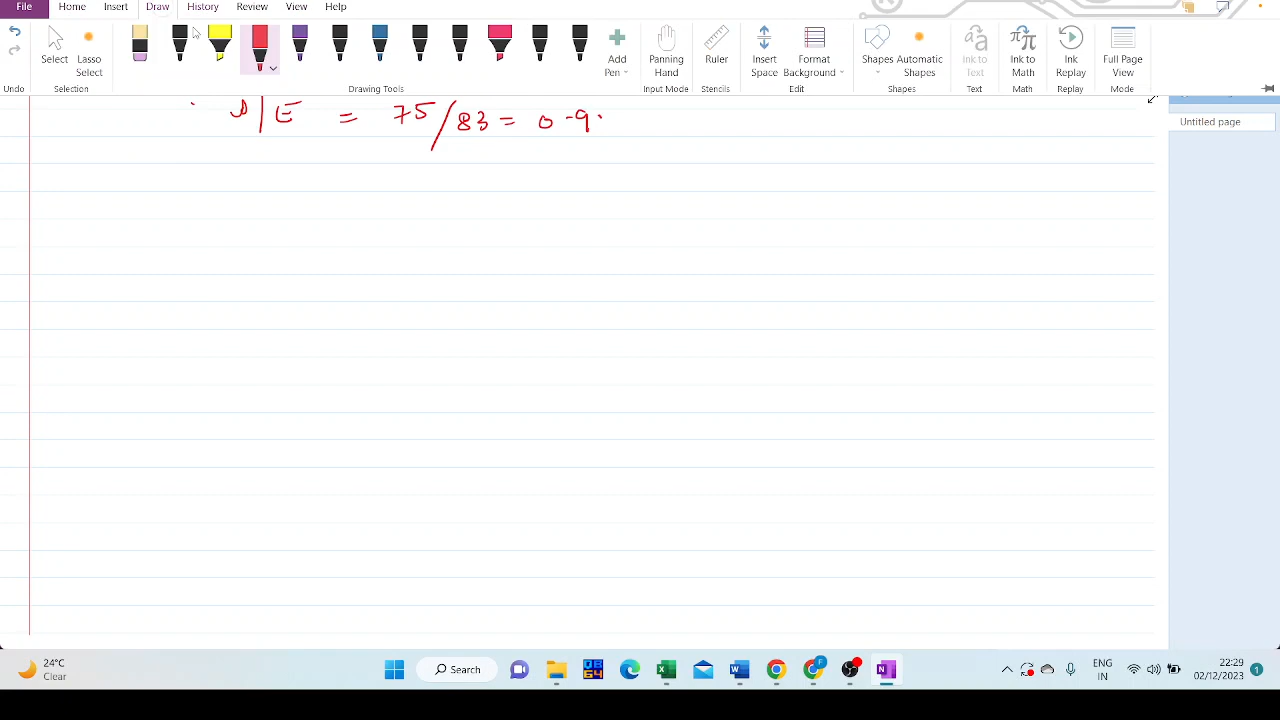 File Home Insert Draw History Review View Help
Undo
Select
Lasso Select
Add Pen
Panning Hand
Ruler
Insert Space
Format Background
Shapes
Automatic Shapes
Ink to Text
Ink to Math
Ink Replay
Full Page View
Selection Drawing Tools Input Mode Stencils Edit Shapes Text Math Replay Mode
D/E = 75/83 = 0.9.
Untitled page
24°C
Clear
Search
ENG
IN
22:29
02/12/2023